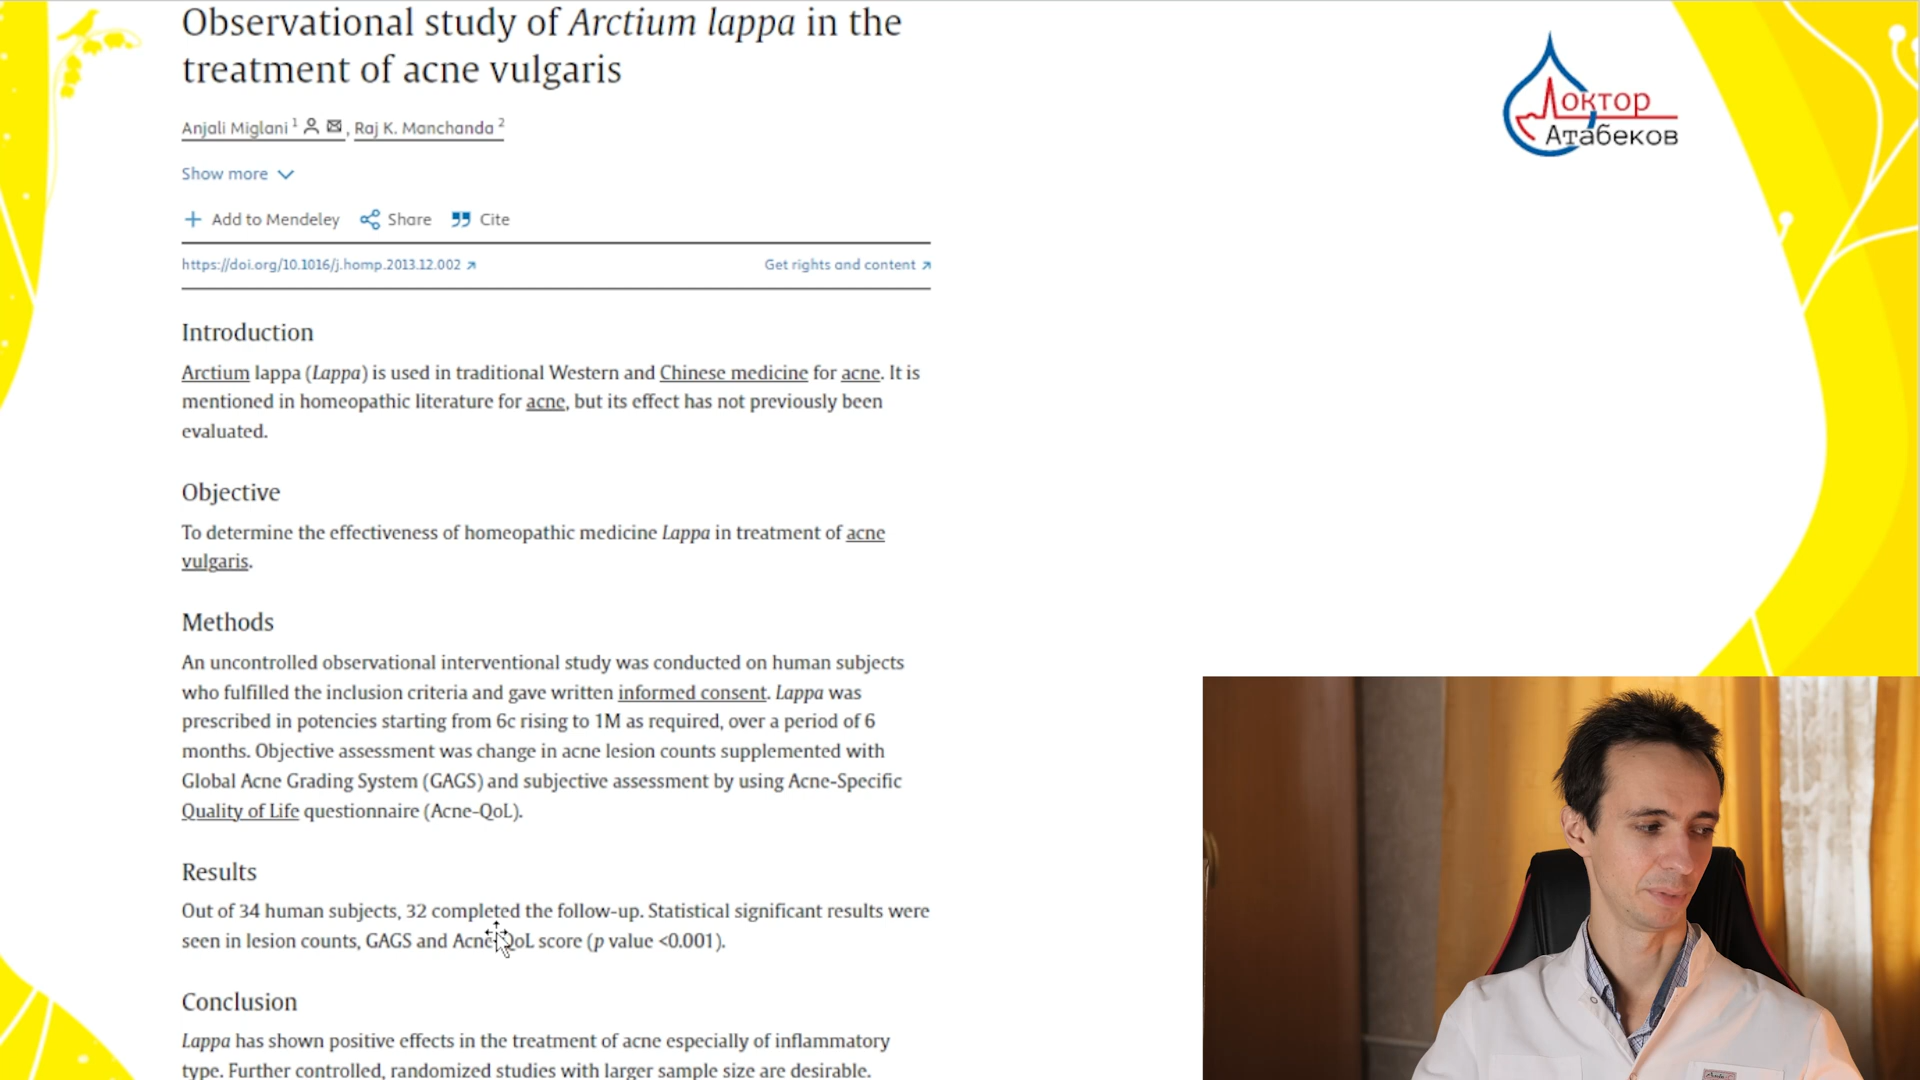 Observational study of Arctium lappa in the
treatment of acne vulgaris
Anjali Miglani 1, Raj K. Manchanda 2
Show more
Add to Mendeley Share Cite
https://doi.org/10.1016/j.homp.2013.12.002
Get rights and content
Доктор
Атабеков
Introduction
Arctium lappa (Lappa) is used in traditional Western and Chinese medicine for acne. It is
mentioned in homeopathic literature for acne, but its effect has not previously been
evaluated.
Objective
To determine the effectiveness of homeopathic medicine Lappa in treatment of acne
vulgaris.
Methods
An uncontrolled observational interventional study was conducted on human subjects
who fulfilled the inclusion criteria and gave written informed consent. Lappa was
prescribed in potencies starting from 6c rising to 1M as required, over a period of 6
months. Objective assessment was change in acne lesion counts supplemented with
Global Acne Grading System (GAGS) and subjective assessment by using Acne-Specific
Quality of Life questionnaire (Acne-QoL).
Results
Out of 34 human subjects, 32 completed the follow-up. Statistical significant results were
seen in lesion counts, GAGS and Acne-QoL score (p value <0.001).
Conclusion
Lappa has shown positive effects in the treatment of acne especially of inflammatory
type. Further controlled, randomized studies with larger sample size are desirable.